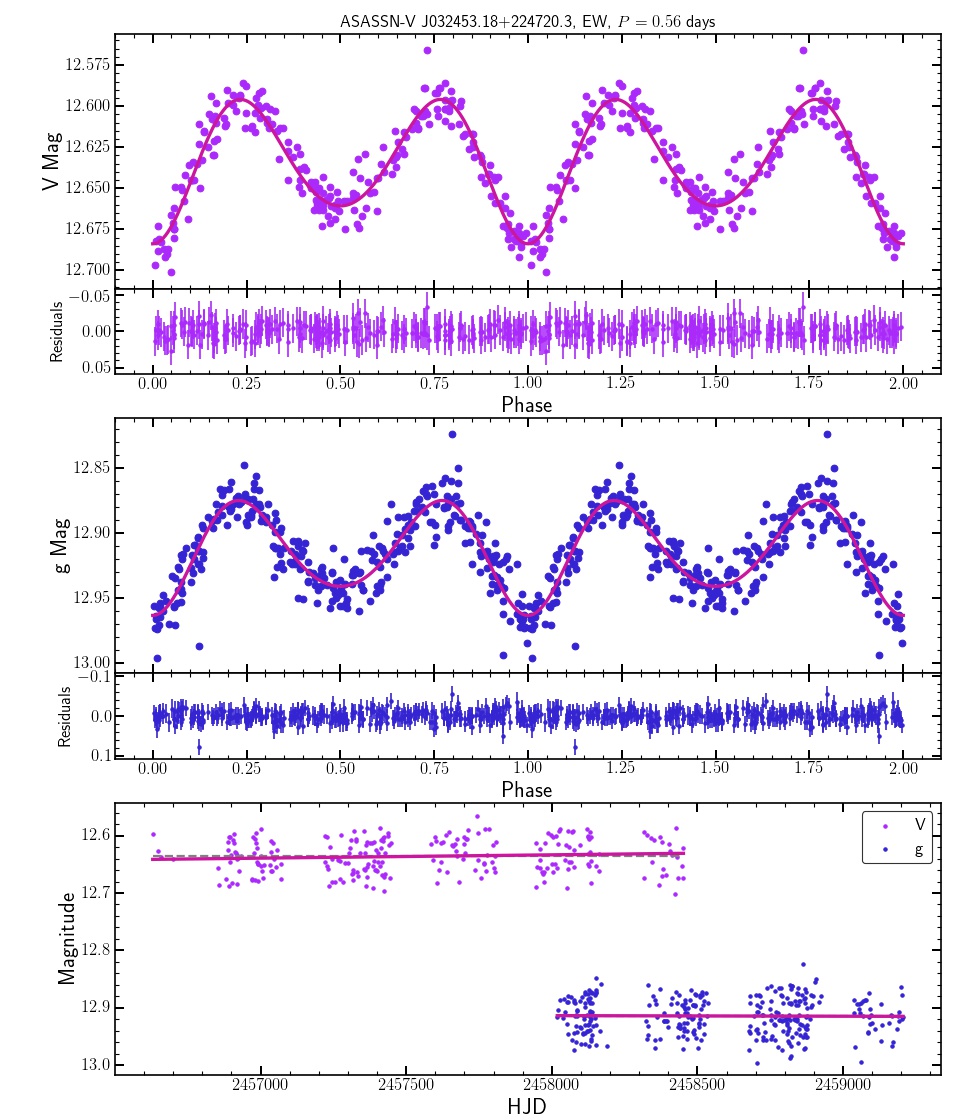 ASASSN-V J032453.18+224720.3, EW, P = 0.56 days
12.575
12.600
12.625
12.650
12.675
12.700
V Mag
−0.05
0.00
0.05
Residuals
0.00 0.25 0.50 0.75 1.00 1.25 1.50 1.75 2.00
Phase
12.85
12.90
12.95
13.00
g Mag
−0.1
0.0
0.1
Residuals
0.00 0.25 0.50 0.75 1.00 1.25 1.50 1.75 2.00
Phase
12.6
12.7
12.8
12.9
13.0
Magnitude
V
g
2457000 2457500 2458000 2458500 2459000
HJD